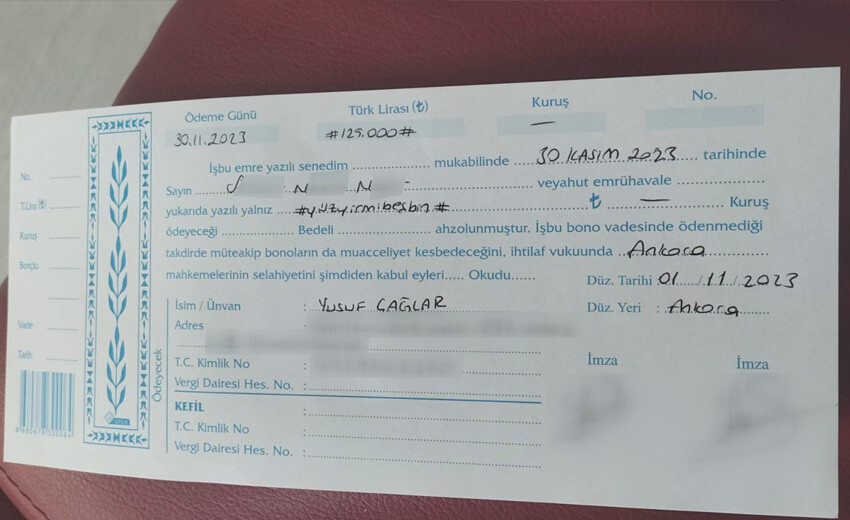 Ödeme Günü Türk Lirası (₺) Kuruş No.
30.11.2023 #125.000# —
İşbu emre yazılı senedim ........ mukabilinde ... 30 KASIM 2023 .... tarihinde
Sayın ........ S N N ........ veyahut emrühavale ........
yukarıda yazılı yalnız ........ #yüzyirmibeşbin.# ........ ₺ — Kuruş
ödeyeceği ........ Bedeli ........ ahzolunmuştur. İşbu bono vadesinde ödenmediği
takdirde müteakip bonoların da muacceliyet kesbedeceğini, ihtilaf vukuunda .. Ankara ........
mahkemelerinin selahiyetini şimdiden kabul eyleri..... Okudu......
Düz. Tarihi 01 / 11 / 2023
Düz. Yeri : Ankara
İsim / Ünvan : YUSUF ÇAĞLAR
Adres :
T.C. Kimlik No :
Vergi Dairesi Hes. No. :
İmza İmza
KEFİL :
T.C. Kimlik No :
Vergi Dairesi Hes. No. :
Ödeyecek
No.
T.Lira (₺)
Kuruş
Borçlu
Vade
Tarih